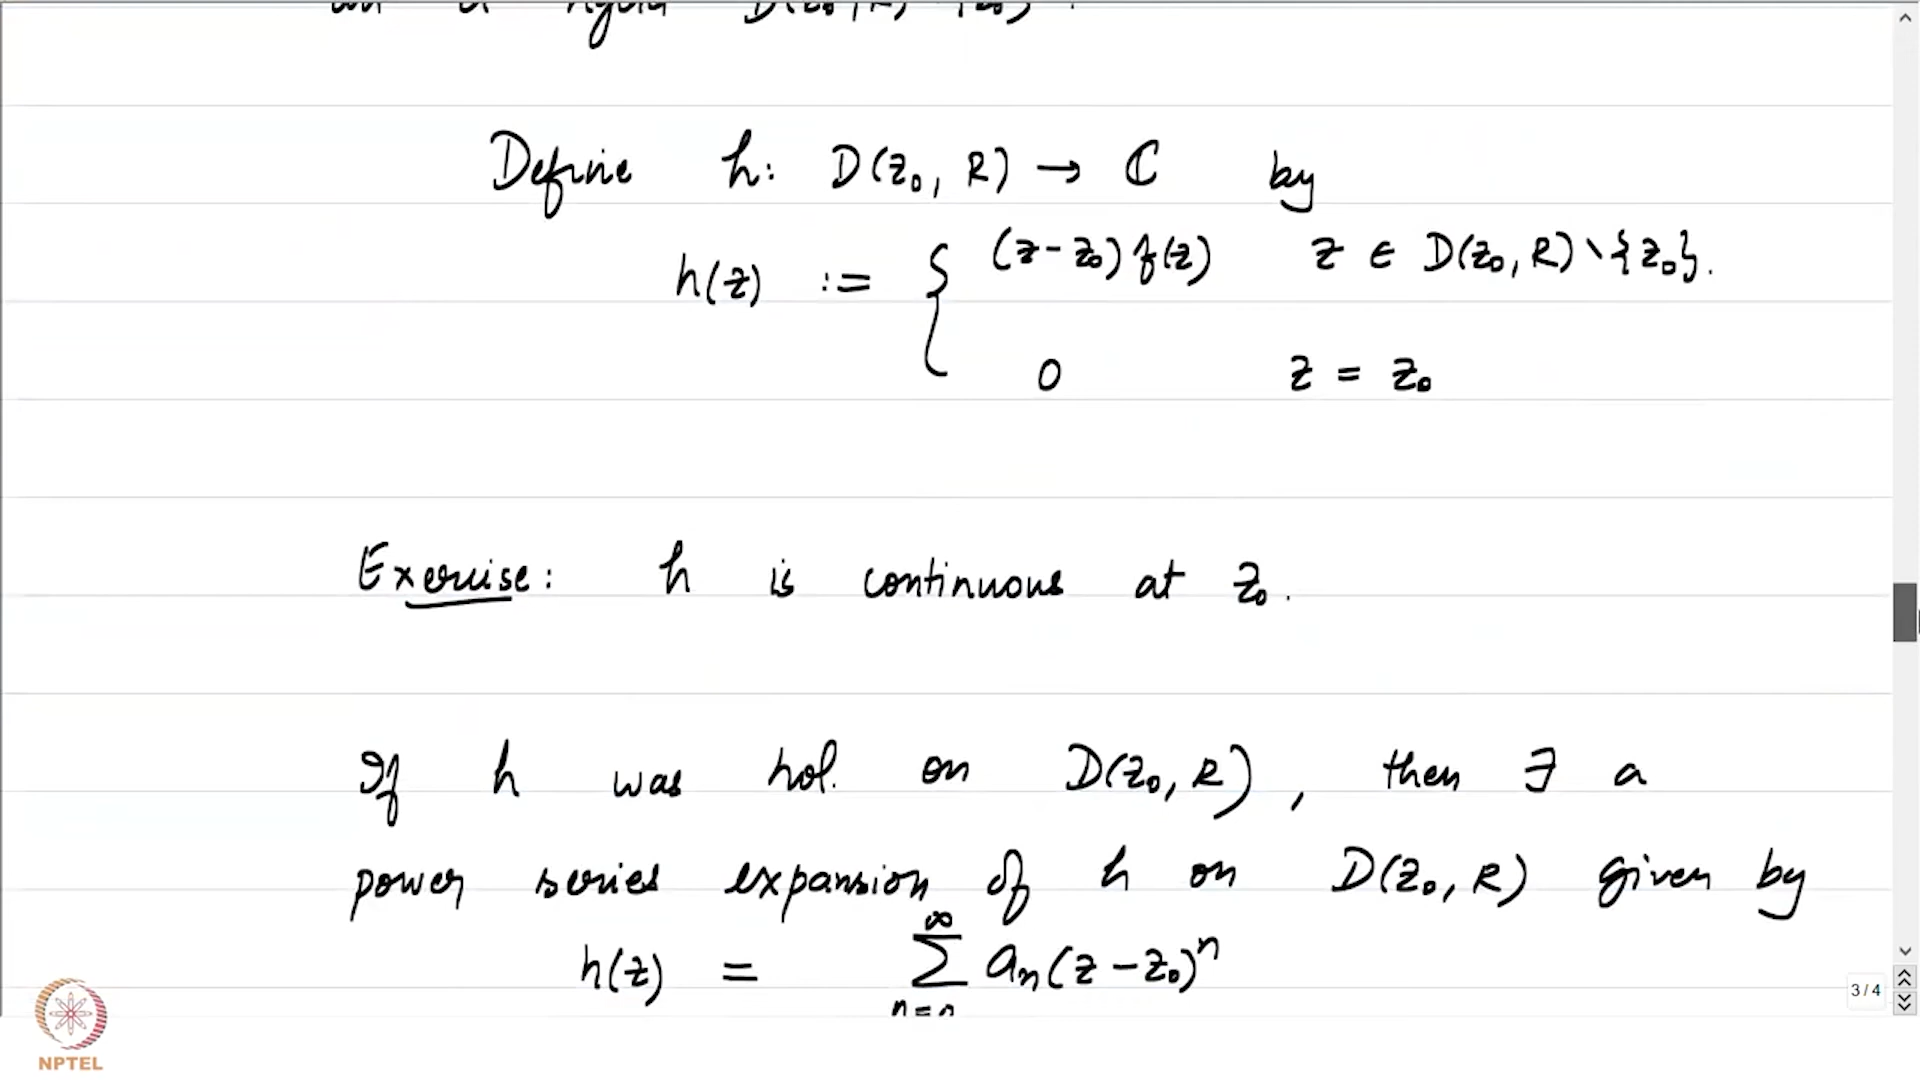 Define h: D(z₀, R) → ℂ by
h(z) := { (z-z₀) f(z) z ∈ D(z₀, R) \ {z₀}.
0 z = z₀
Exercise: h is continuous at z₀.
If h was hol. on D(z₀, R), then ∃ a
power series expansion of h on D(z₀, R) given by
h(z) = ∑ aₙ(z-z₀)ⁿ
∞
3/4
NPTEL